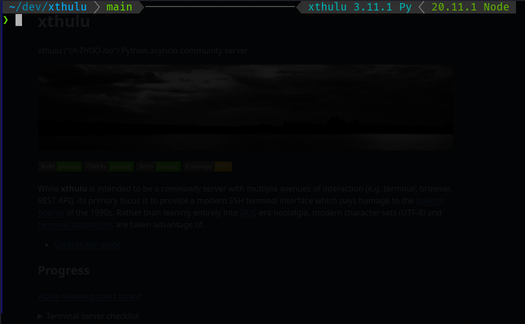 ~/dev/xthulu main xthulu 3.11.1 Py 20.11.1 Node
❯
xthulu
xthulu ("(ch-THOO-loo") Python asyncio community server
While xthulu is intended to be a community server with multiple avenues of interaction (e.g. terminal, browser,
REST API), its primary focus is to provide a modern SSH terminal interface which pays homage to the
of the 1990s. Rather than leaning entirely into era nostalgia, modern character sets (UTF-8) and
are taken advantage of.
Progress
Terminal server checklist